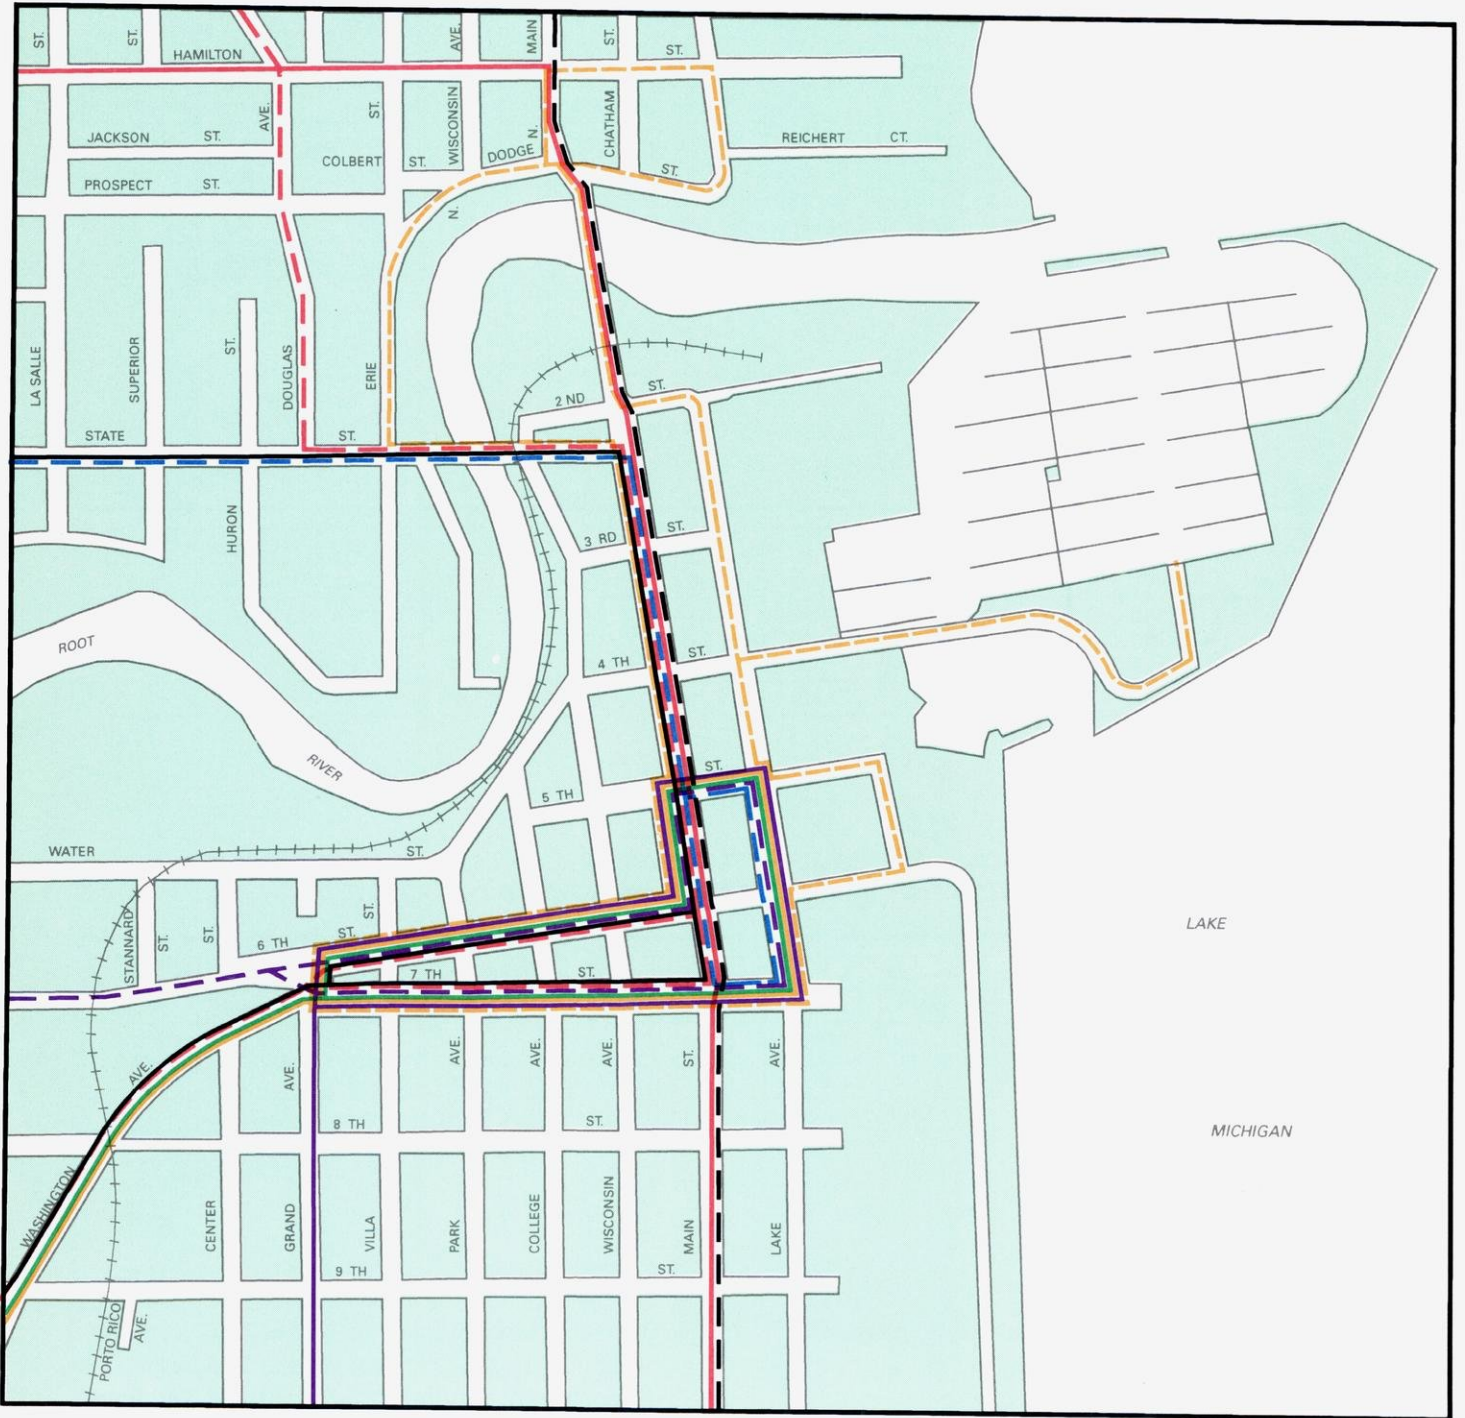 ST.
ST.
HAMILTON
AVE.
MAIN
ST.
ST.
JACKSON ST.
AVE.
ST.
WISCONSIN
N.
CHATHAM
REICHERT CT.
COLBERT ST.
DODGE
ST.
PROSPECT ST.
N.
LA SALLE
SUPERIOR
ST.
DOUGLAS
ERIE
2 ND
ST.
STATE
ST.
HURON
3 RD
ST.
ROOT
4 TH
ST.
RIVER
ST.
5 TH
WATER
ST.
STANNARD
ST.
ST.
6 TH
ST.
ST.
LAKE
7 TH
ST.
AVE.
AVE.
AVE.
AVE.
AVE.
ST.
AVE.
8 TH
ST.
MICHIGAN
WASHINGTON
CENTER
GRAND
VILLA
PARK
COLLEGE
WISCONSIN
MAIN
LAKE
9 TH
ST.
PORTO RICO
AVE.